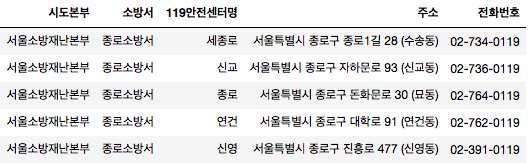 시도본부 소방서 119안전센터명 주소 전화번호
서울소방재난본부 종로소방서 세종로 서울특별시 종로구 종로1길 28 (수송동) 02-734-0119
서울소방재난본부 종로소방서 신교 서울특별시 종로구 자하문로 93 (신교동) 02-736-0119
서울소방재난본부 종로소방서 종로 서울특별시 종로구 돈화문로 30 (묘동) 02-764-0119
서울소방재난본부 종로소방서 연건 서울특별시 종로구 대학로 91 (연건동) 02-762-0119
서울소방재난본부 종로소방서 신영 서울특별시 종로구 진흥로 477 (신영동) 02-391-0119